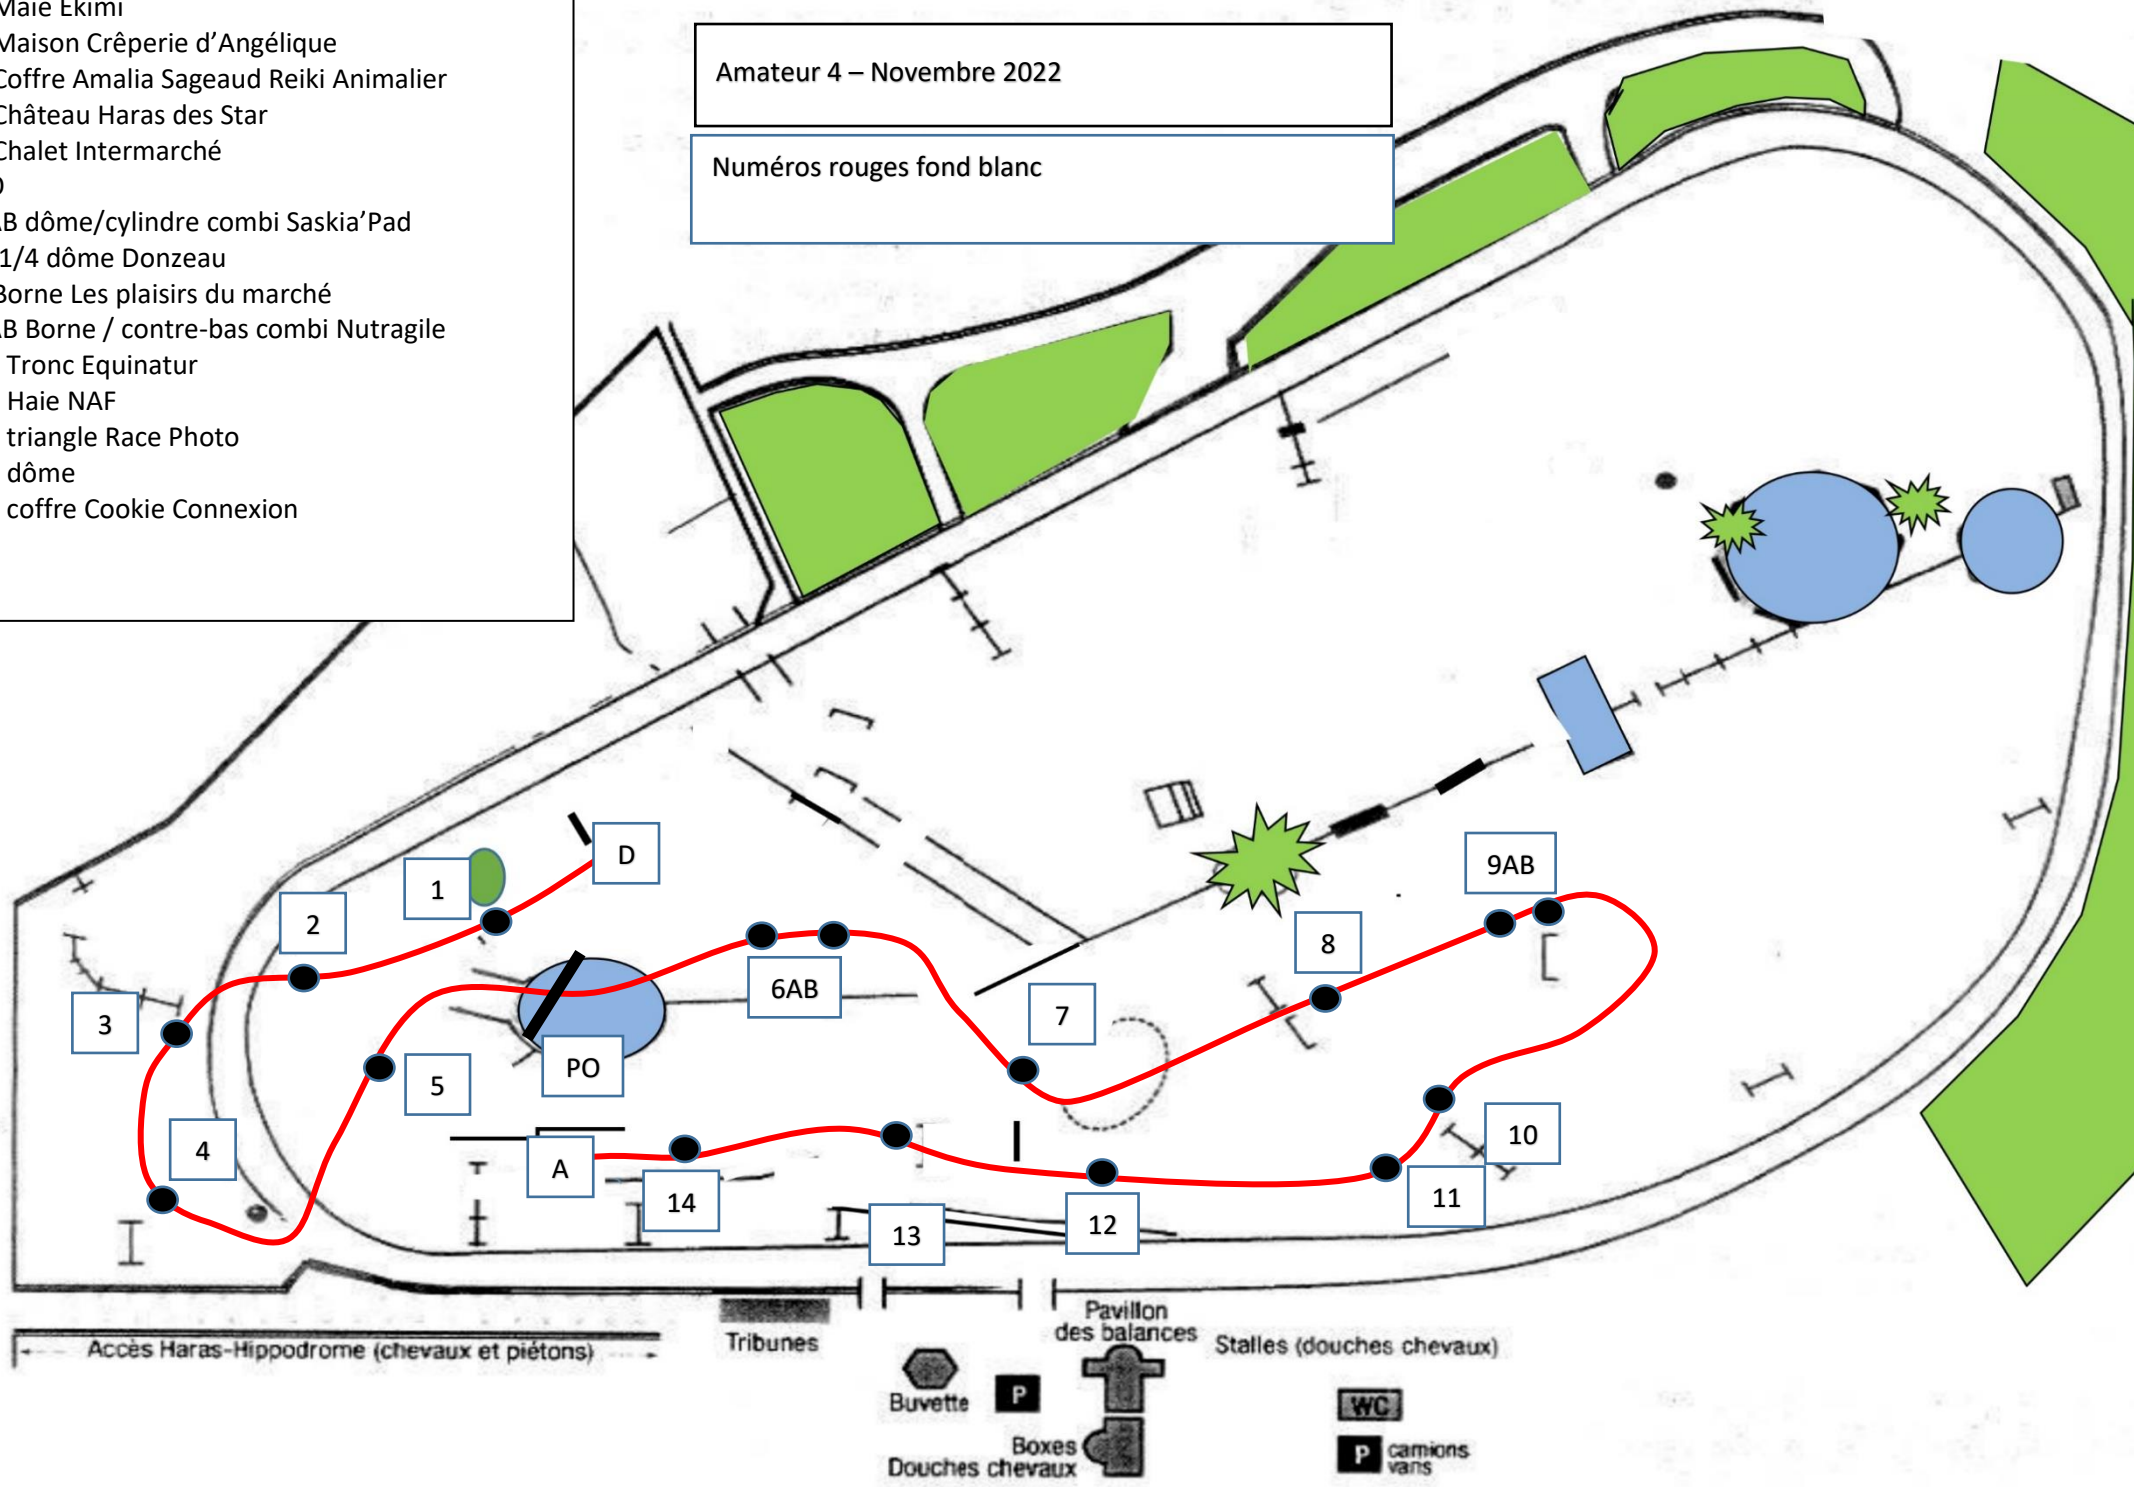 Maie Ekimi
Maison Crêperie d'Angélique
Coffre Amalia Sageaud Reiki Animalier
Château Haras des Star
Chalet Intermarché
AB dôme/cylindre combi Saskia'Pad
1/4 dôme Donzeau
Borne Les plaisirs du marché
AB Borne / contre-bas combi Nutragile
Tronc Equinatur
Haie NAF
triangle Race Photo
dôme
coffre Cookie Connexion
Amateur 4 – Novembre 2022
Numéros rouges fond blanc
D
1
2
3
4
5
PO
6AB
7
8
9AB
10
11
12
13
14
A
Accès Haras-Hippodrome (chevaux et piétons)
Tribunes
Pavillon
des balances
Stalles (douches chevaux)
Buvette
P
WC
Boxes
Douches chevaux
P camions
vans